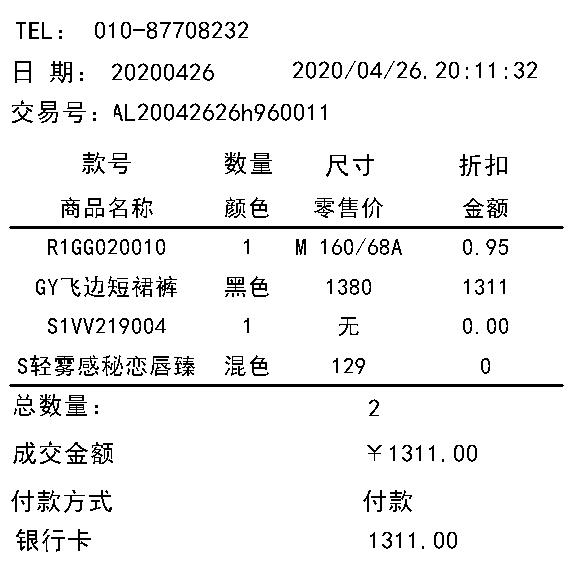 TEL： 010-87708232
日 期： 20200426 2020/04/26.20:11:32
交易号：AL20042626h960011
款号 数量 尺寸 折扣
商品名称 颜色 零售价 金额
R1GG020010 1 M 160/68A 0.95
GY飞边短裙裤 黑色 1380 1311
S1VV219004 1 无 0.00
S轻雾感秘恋唇臻 混色 129 0
总数量： 2
成交金额 ￥1311.00
付款方式 付款
银行卡 1311.00